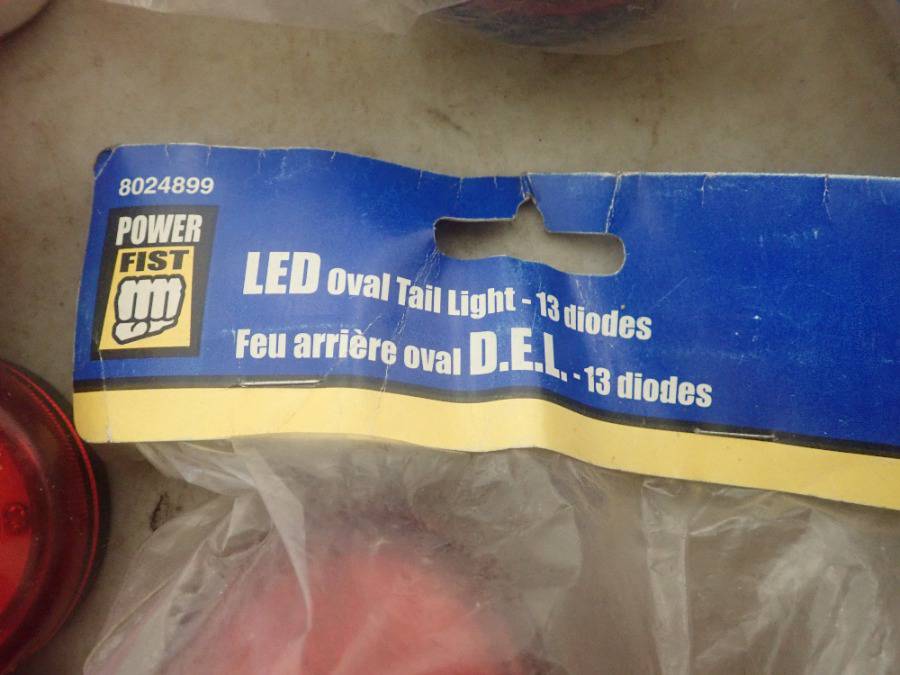 8024899
POWER
FIST
LED Oval Tail Light - 13 diodes
Feu arrière oval D.E.L. - 13 diodes